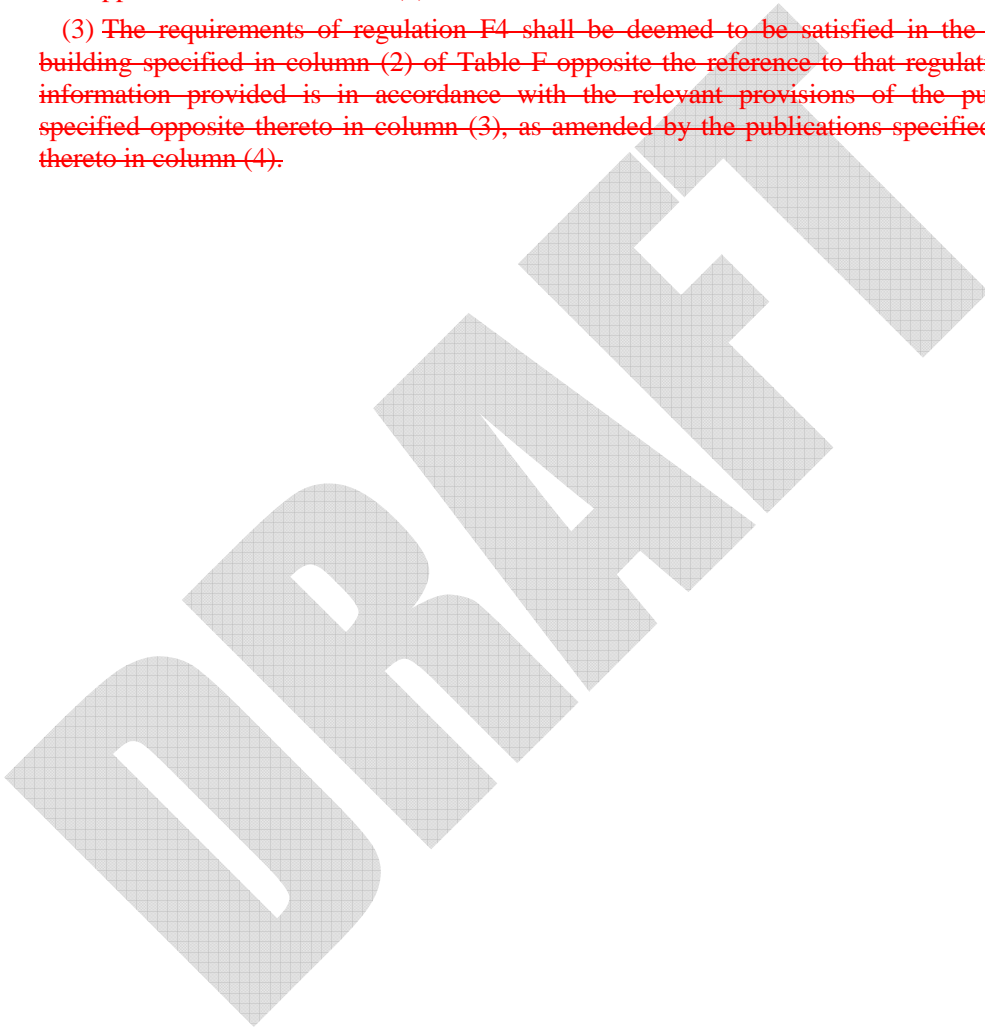 (3) The requirements of regulation F4 shall be deemed to be satisfied in the
building specified in column (2) of Table F opposite the reference to that
information provided is in accordance with the relevant provisions of the
specified opposite thereto in column (3), as amended by the publications specified
thereto in column (4).
DRAFT